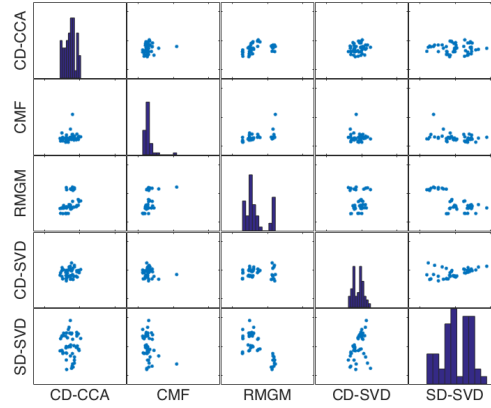 CD-CCA
CMF
RMGM
CD-SVD
SD-SVD
CD-CCA CMF RMGM CD-SVD SD-SVD